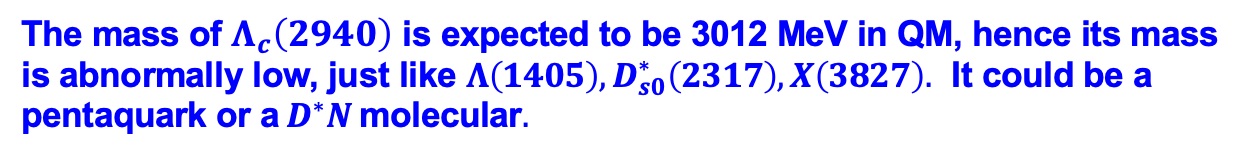 The mass of Λ_c(2940) is expected to be 3012 MeV in QM, hence its mass
is abnormally low, just like Λ(1405), D*_{s0}(2317), X(3827). It could be a
pentaquark or a D*N molecular.